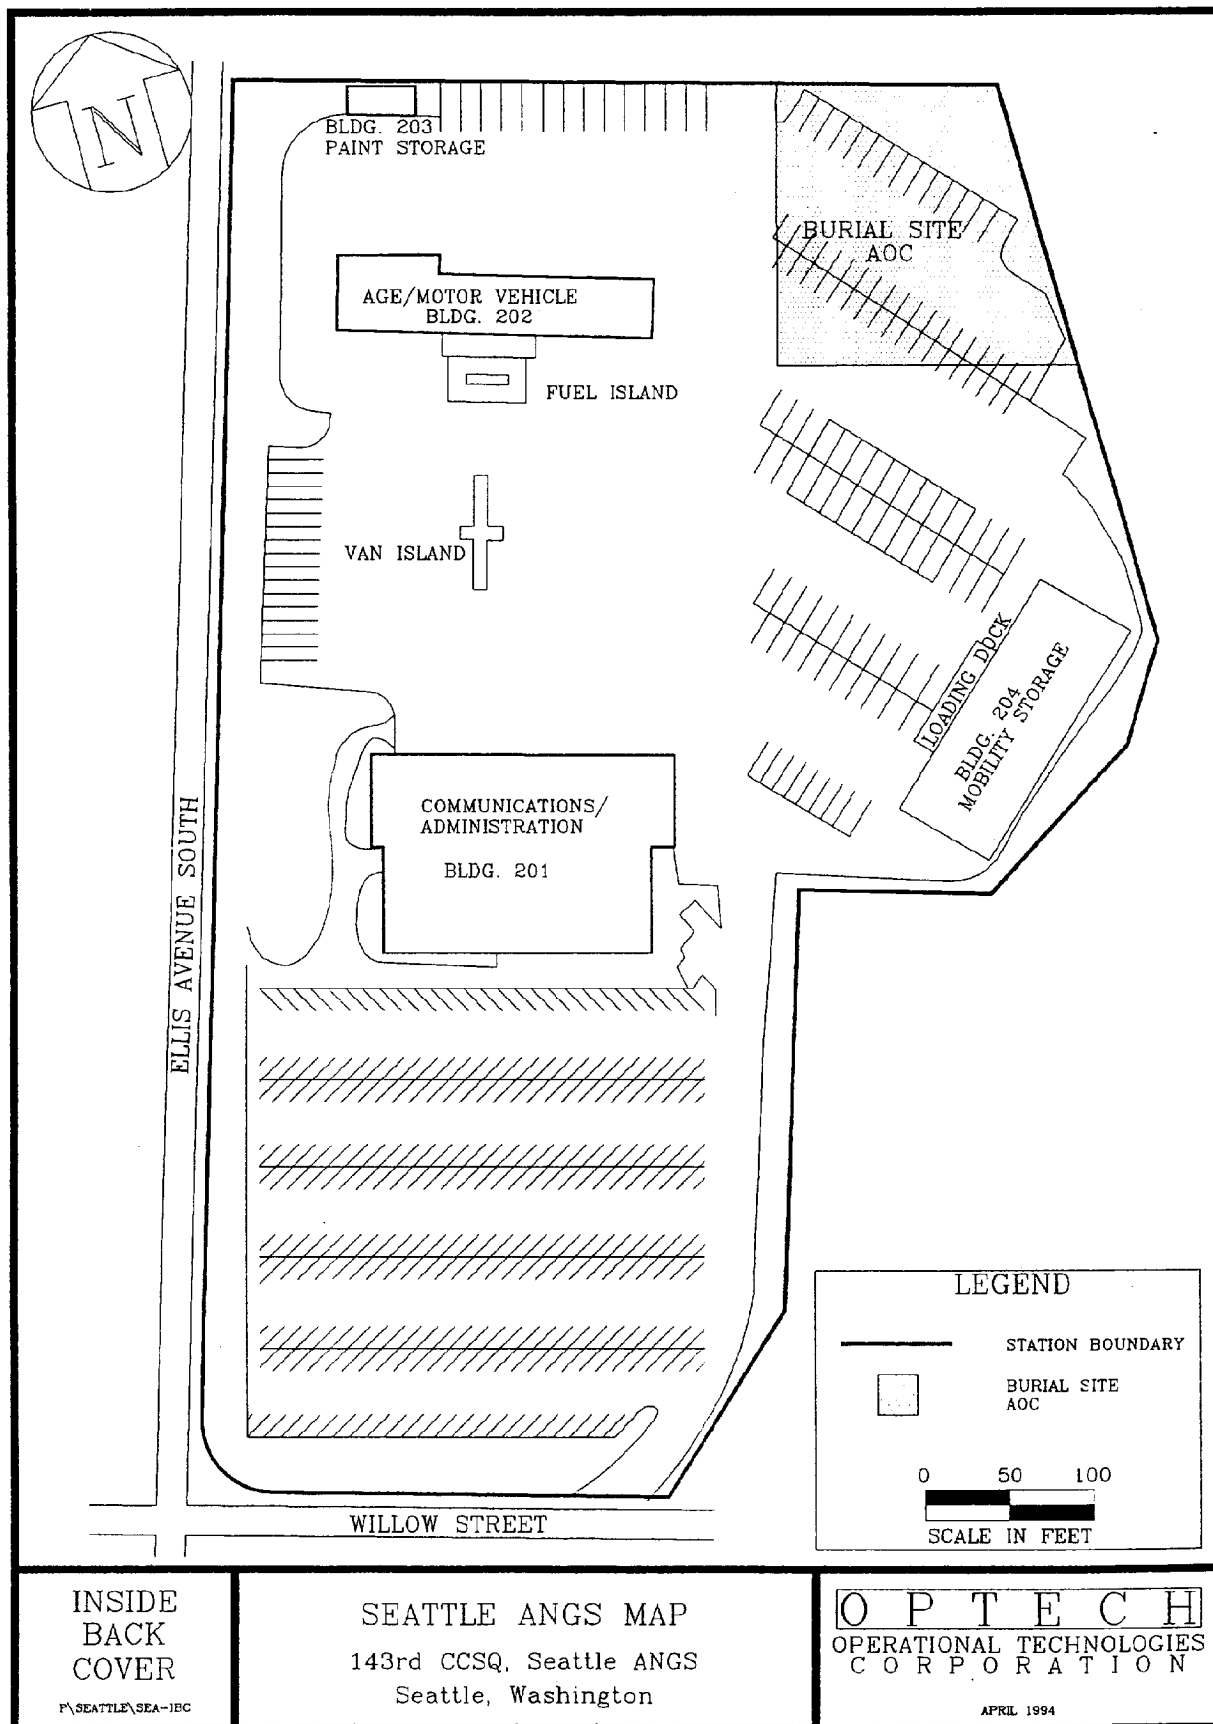 N
BLDG. 203
PAINT STORAGE
BURIAL SITE
AOC
AGE/MOTOR VEHICLE
BLDG. 202
FUEL ISLAND
VAN ISLAND
LOADING DOCK
BLDG. 204
MOBILITY STORAGE
COMMUNICATIONS/
ADMINISTRATION
BLDG. 201
ELLIS AVENUE SOUTH
WILLOW STREET
LEGEND
STATION BOUNDARY
BURIAL SITE
AOC
0 50 100
SCALE IN FEET
INSIDE
BACK
COVER
P\SEATTLE\SEA-IBC
SEATTLE ANGS MAP
143rd CCSQ, Seattle ANGS
Seattle, Washington
OPTECH
OPERATIONAL TECHNOLOGIES
CORPORATION
APRIL 1994